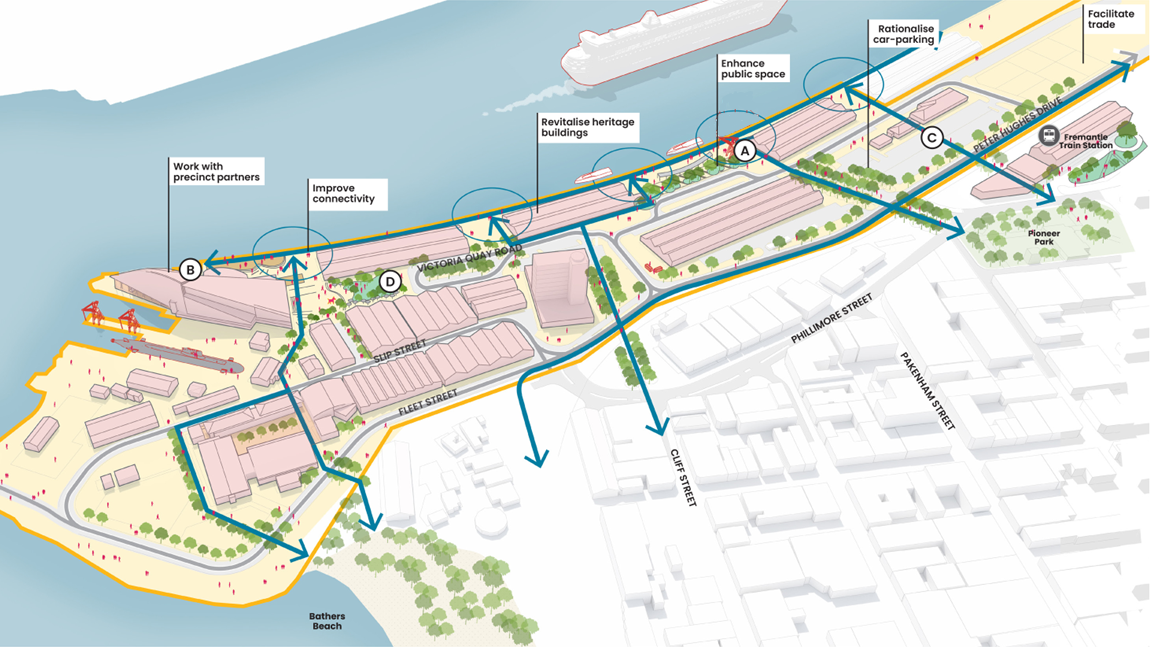 Facilitate
trade
Rationalise
car-parking
Enhance
public space
Revitalise heritage
buildings
Work with
precinct partners
Improve
connectivity
A
B
C
D
PETER HUGHES DRIVE
Fremantle
Train Station
Pioneer
Park
VICTORIA QUAY ROAD
SLIP STREET
FLEET STREET
PHILLIMORE STREET
PAKENHAM STREET
CLIFF STREET
Bathers
Beach